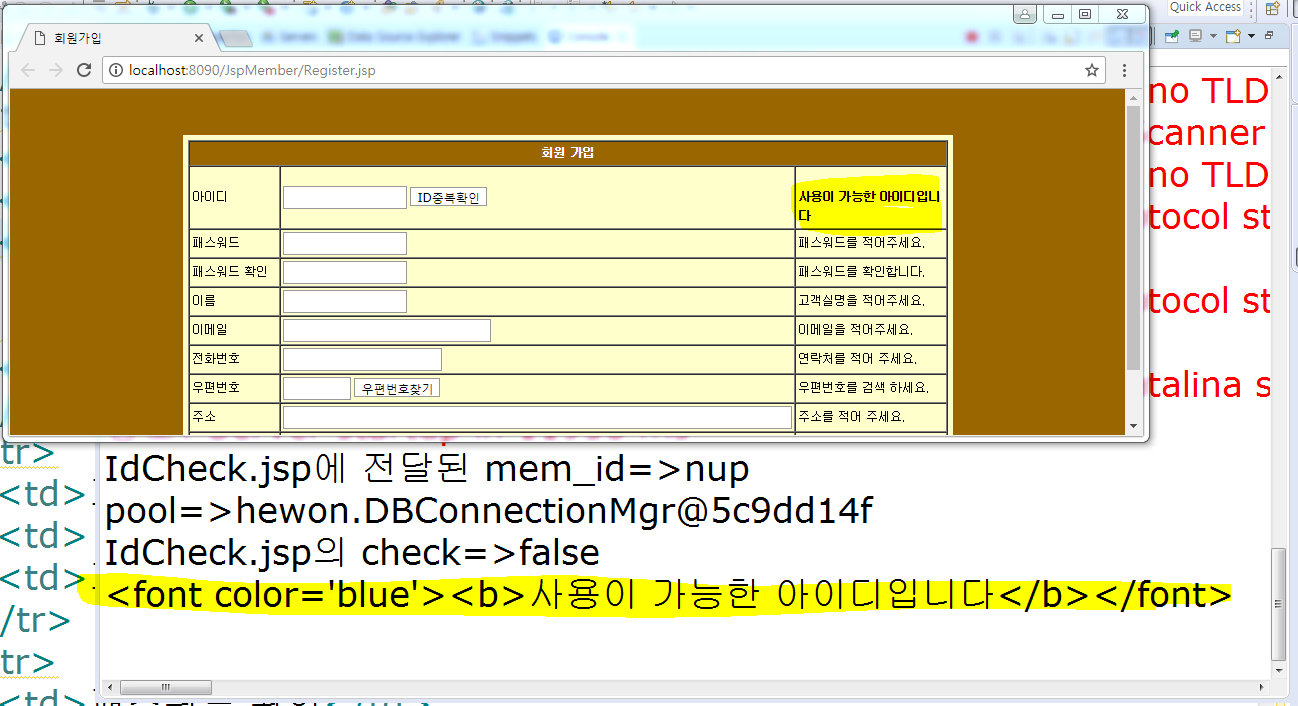 Quick Access
회원가입
localhost:8090/JspMember/Register.jsp
no TLD
회원 가입
canner
아이디 ID중복확인 사용이 가능한 아이디입니
다
no TLD
tocol st
패스워드 패스워드를 적어주세요.
패스워드 확인 패스워드를 확인합니다.
이름 고객실명을 적어주세요.
tocol st
이메일 이메일을 적어주세요.
전화번호 연락처를 적어 주세요.
우편번호 우편번호찾기 우편번호를 검색 하세요.
talina s
주소 주소를 적어 주세요.
tr>
IdCheck.jsp에 전달된 mem_id=>nup
<td>
pool=>hewon.DBConnectionMgr@5c9dd14f
<td>
IdCheck.jsp의 check=>false
<td>
<font color='blue'><b>사용이 가능한 아이디입니다</b></font>
/tr>
tr>
<td>